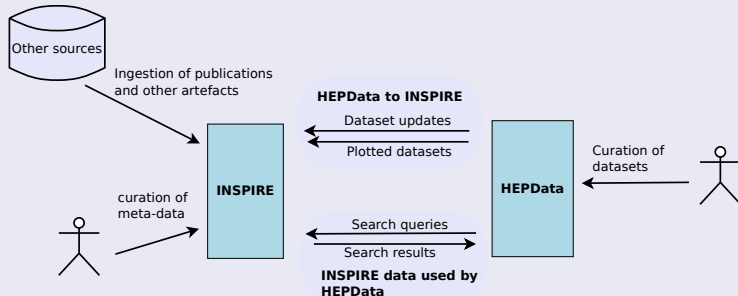 Other sources
Ingestion of publications
and other artefacts
HEPData to INSPIRE
Dataset updates
Plotted datasets
INSPIRE
HEPData
Curation of
datasets
curation of
meta-data
Search queries
Search results
INSPIRE data used by
HEPData